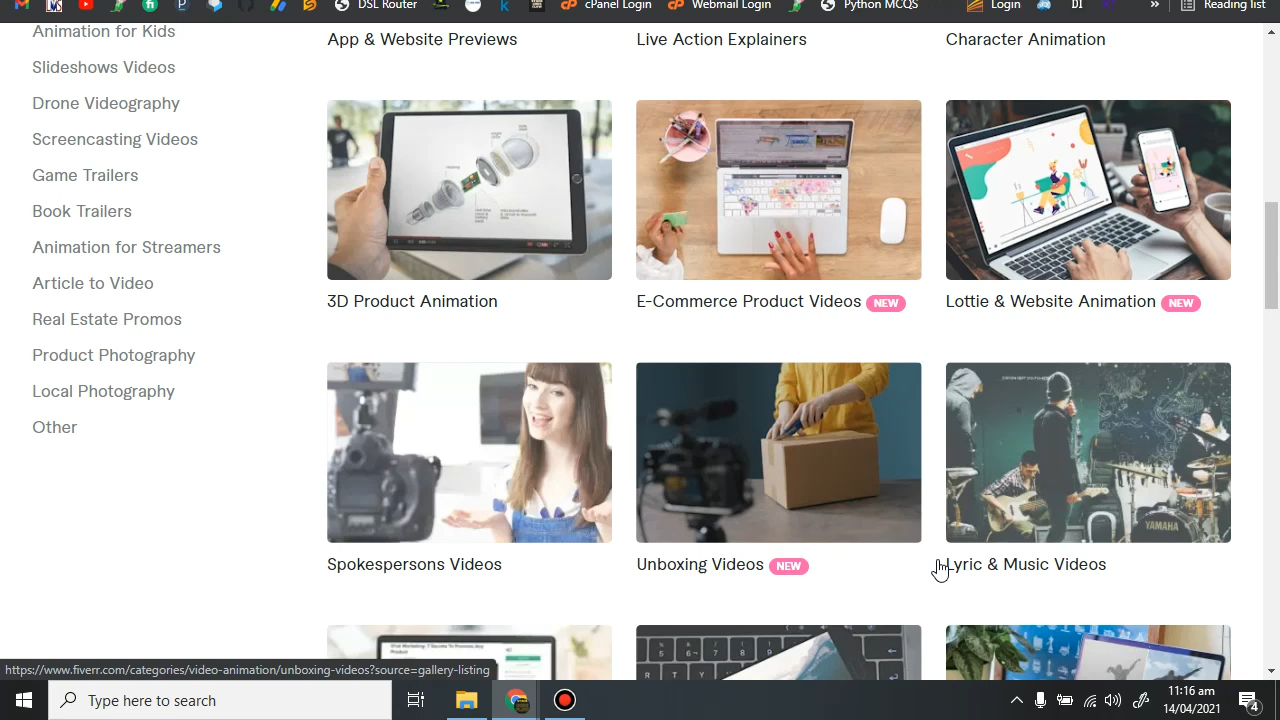 DSL Router
cPanel Login
Webmail Login
Python MCQS
Login
DI
»
Reading list
Animation for Kids
Slideshows Videos
Drone Videography
Screencasting Videos
Game Trailers
Book Trailers
Animation for Streamers
Article to Video
Real Estate Promos
Product Photography
Local Photography
Other
App & Website Previews
Live Action Explainers
Character Animation
3D Product Animation
E-Commerce Product Videos NEW
Lottie & Website Animation NEW
YAMAHA
Spokespersons Videos
Unboxing Videos NEW
Lyric & Music Videos
https://www.fiverr.com/categories/video-animation/unboxing-videos?source=gallery-listing
Type here to search
11:16 am
14/04/2021
4